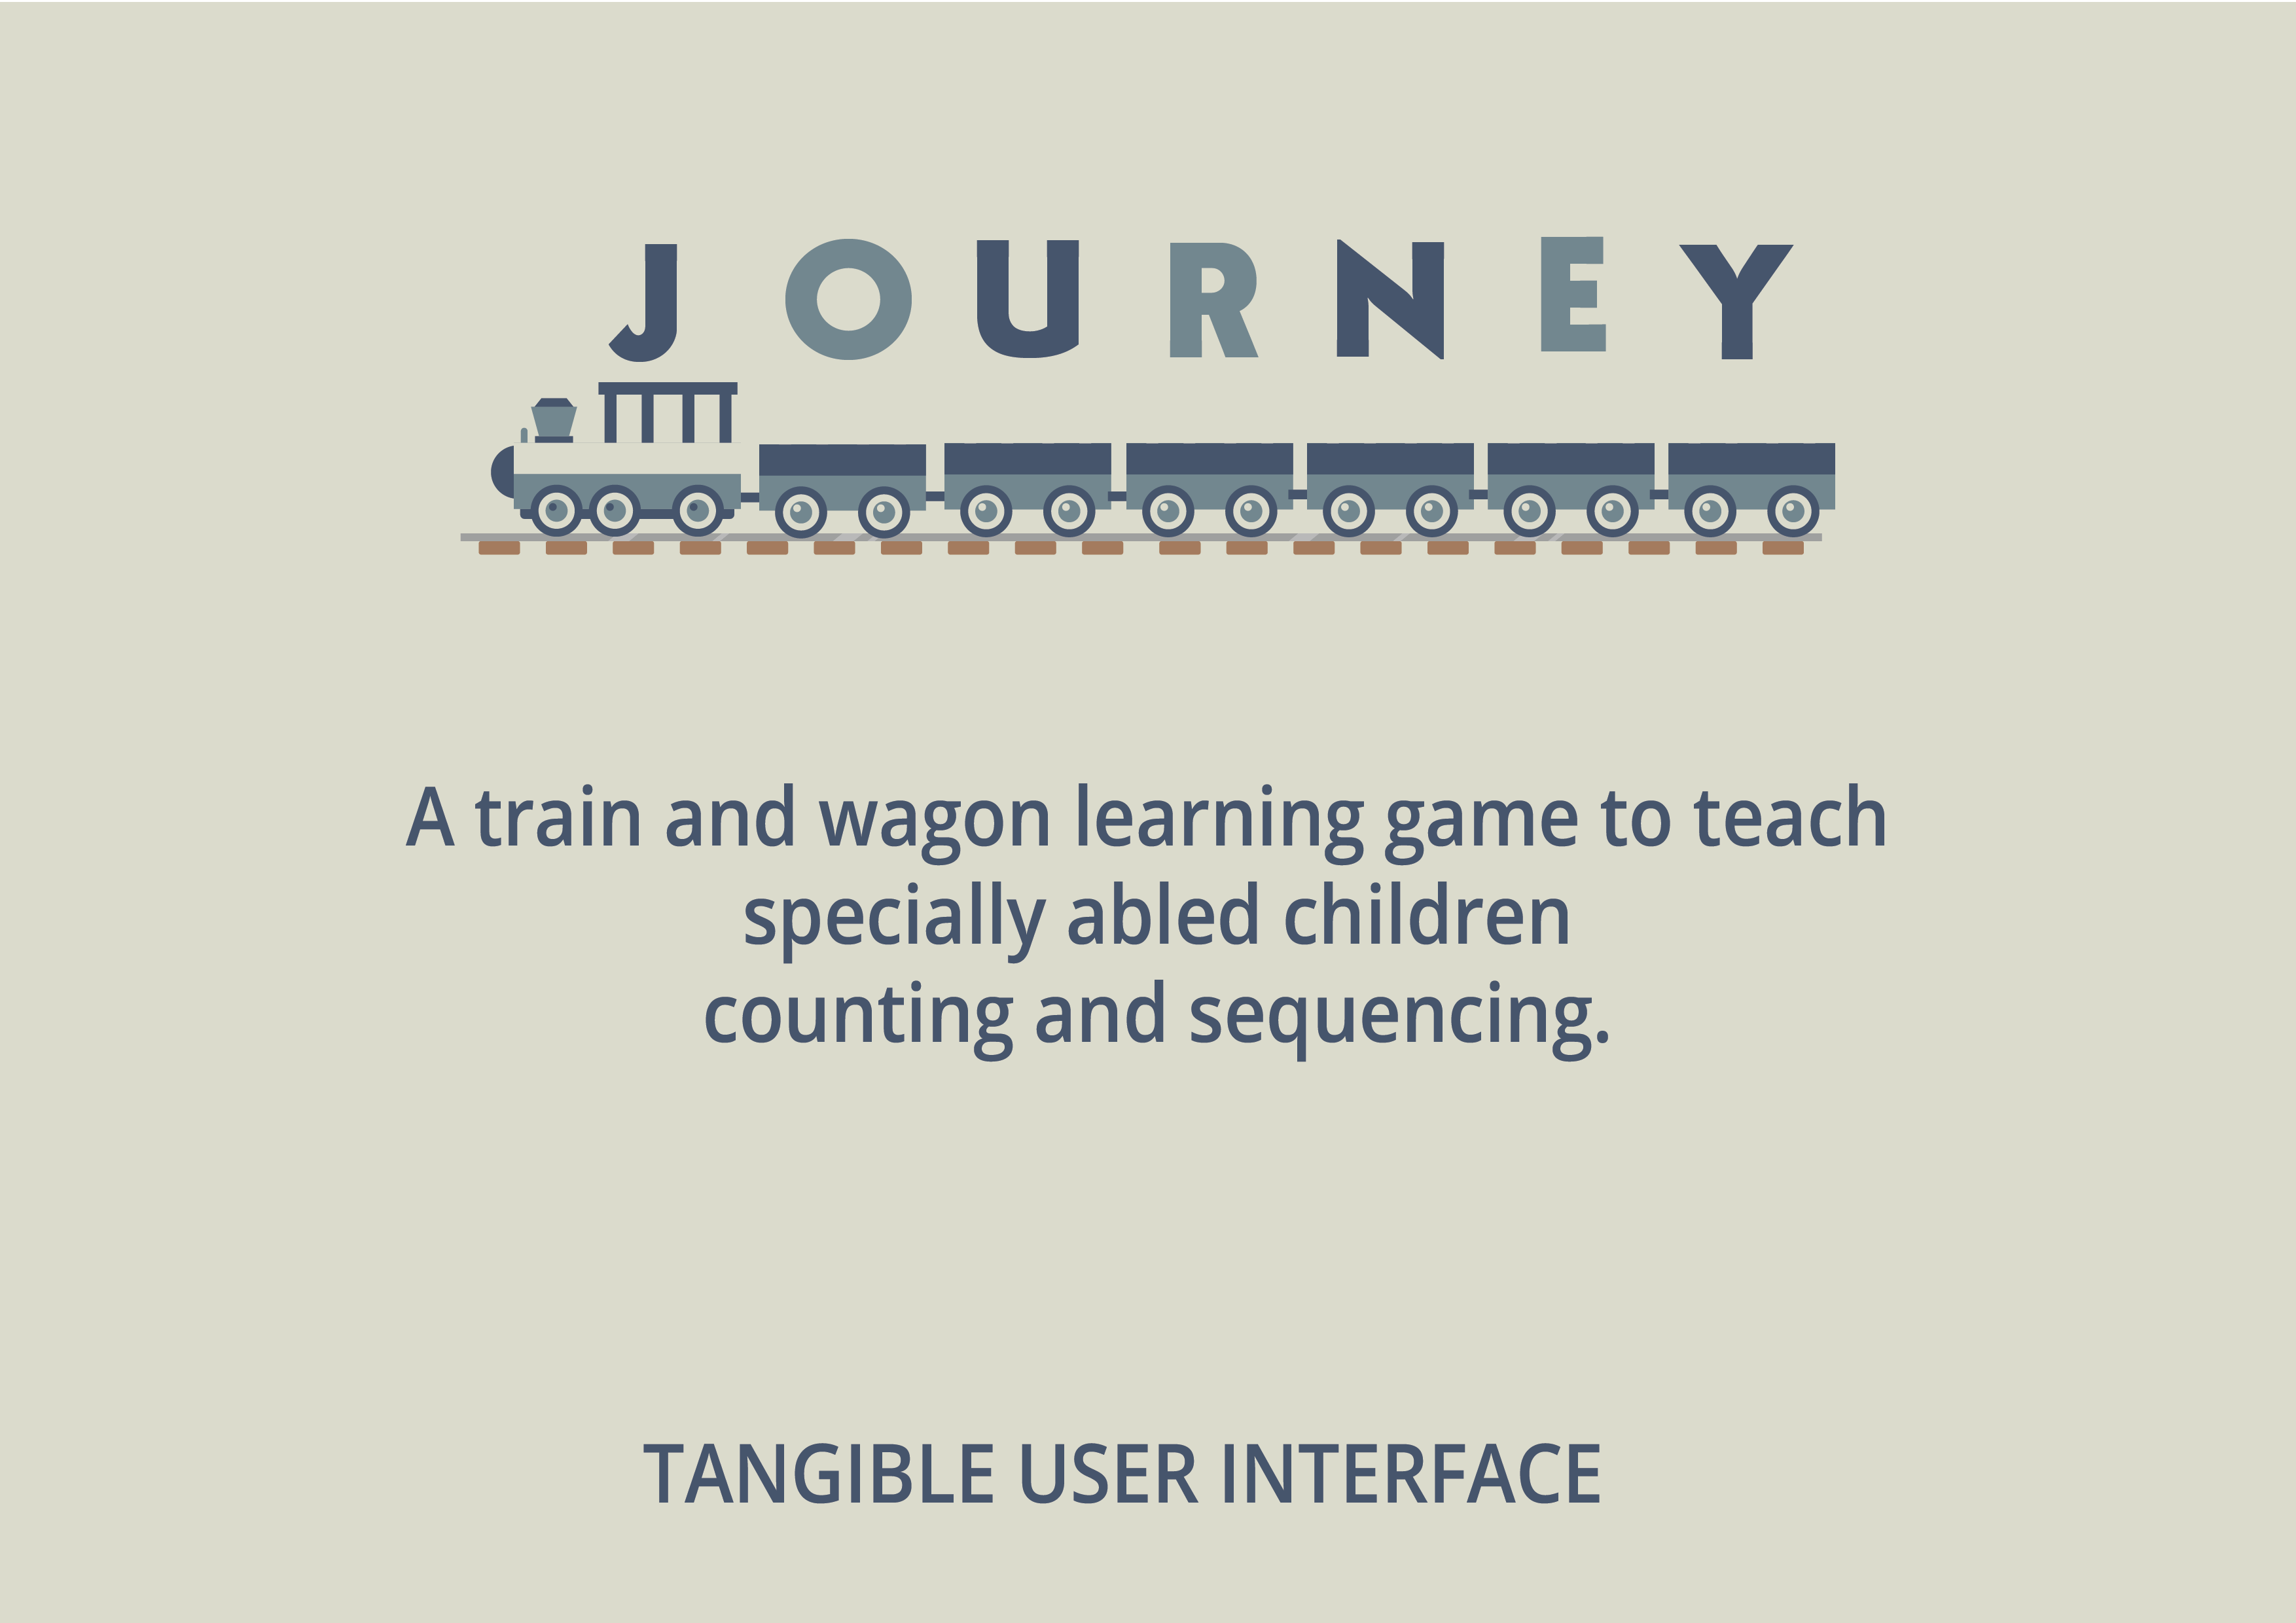 JOURNEY
A train and wagon learning game to teach
specially abled children
counting and sequencing.
TANGIBLE USER INTERFACE